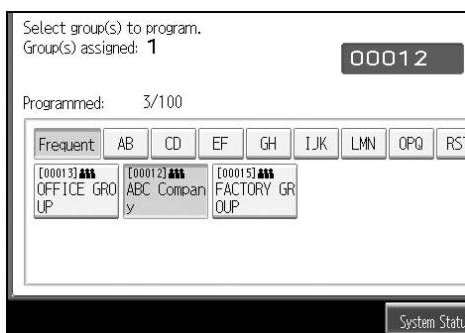 Select group(s) to program.
Group(s) assigned: 1
00012
Programmed: 3/100
Frequent AB CD EF GH IJK LMN OPQ RST
[00013] [00012] [00015]
OFFICE GRO ABC Compan FACTORY GR
UP y OUP
System Statu